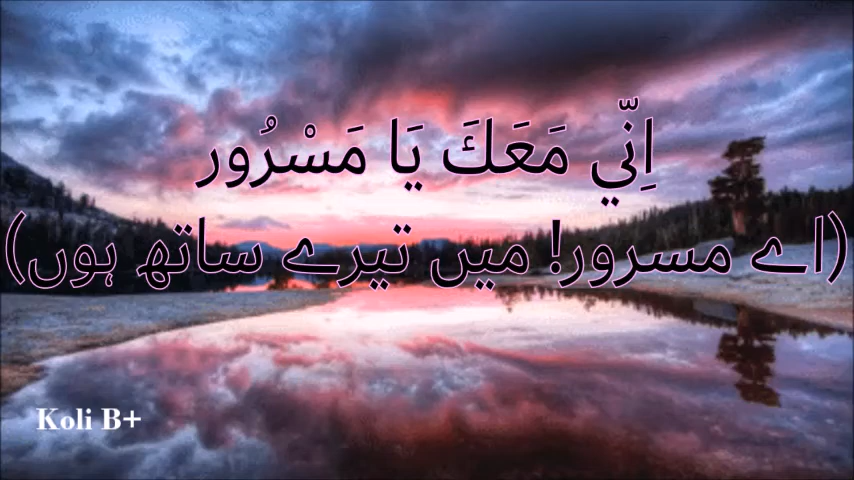 اِنِّي مَعَكَ يَا مَسْرُور
(اے مسرور! میں تیرے ساتھ ہوں)
Koli B+